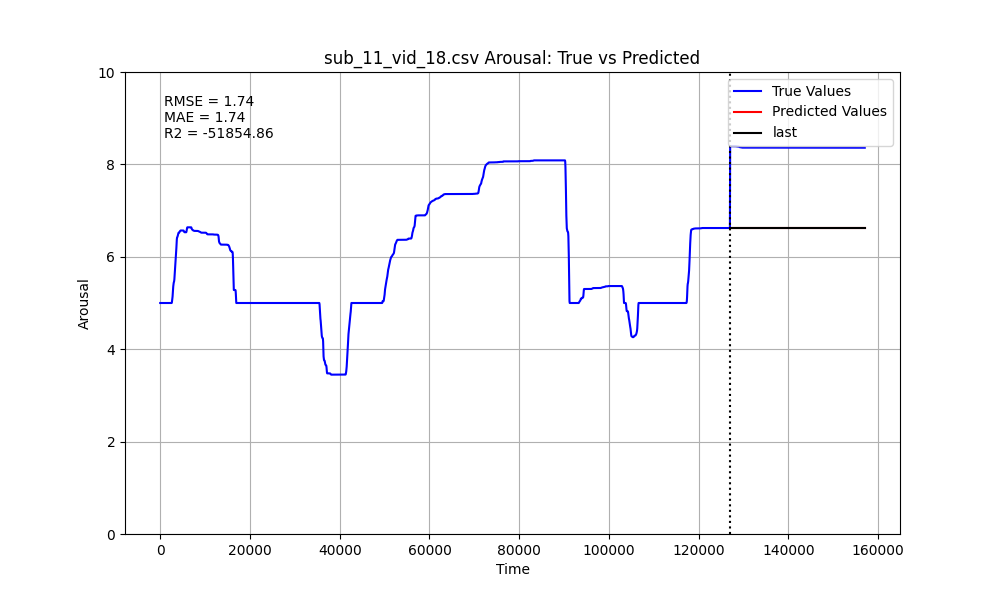 sub_11_vid_18.csv Arousal: True vs Predicted
RMSE = 1.74
MAE = 1.74
R2 = -51854.86
True Values
Predicted Values
last
10
8
6
4
2
0
Arousal
0 20000 40000 60000 80000 100000 120000 140000 160000
Time